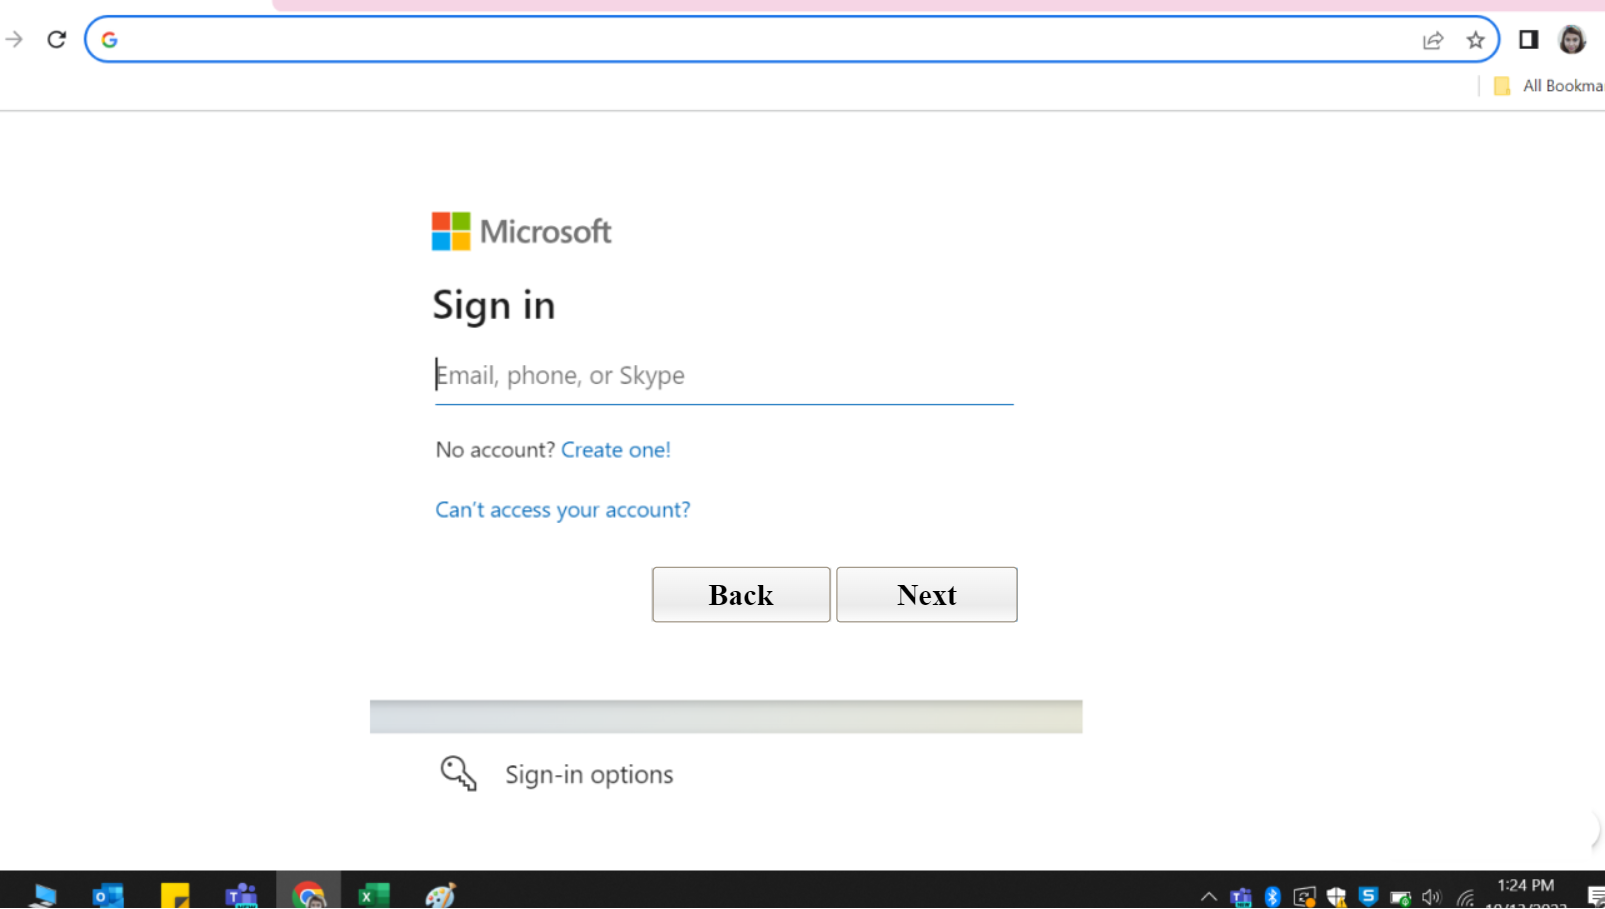 All Bookma
Microsoft
Sign in
Email, phone, or Skype
No account? Create one!
Can't access your account?
Back Next
Sign-in options
1:24 PM